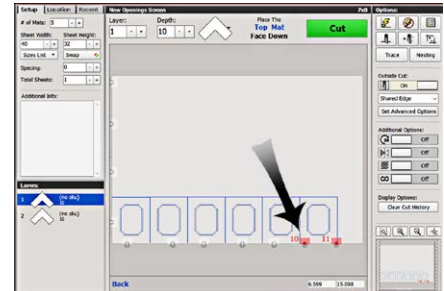 Setup Location Recent
# of Mats: 5
Sheet Width: Sheet Height:
40 32
Sizes List Swap
Spacing: 0
Total Sheets: 1
Additional Info:
Layers:
1 (no sku)
2 (no sku)
New Openings Screen
Layer: Depth:
1 10
Place The
Top Mat
Face Down
Cut
10 11
Back
6.599 15.098
Options:
Trace Nesting
Outside Cut:
ON
Shared Edge
Set Advanced Options
Additional Options:
Off
Off
Off
Off
Display Options:
Clear Cut History